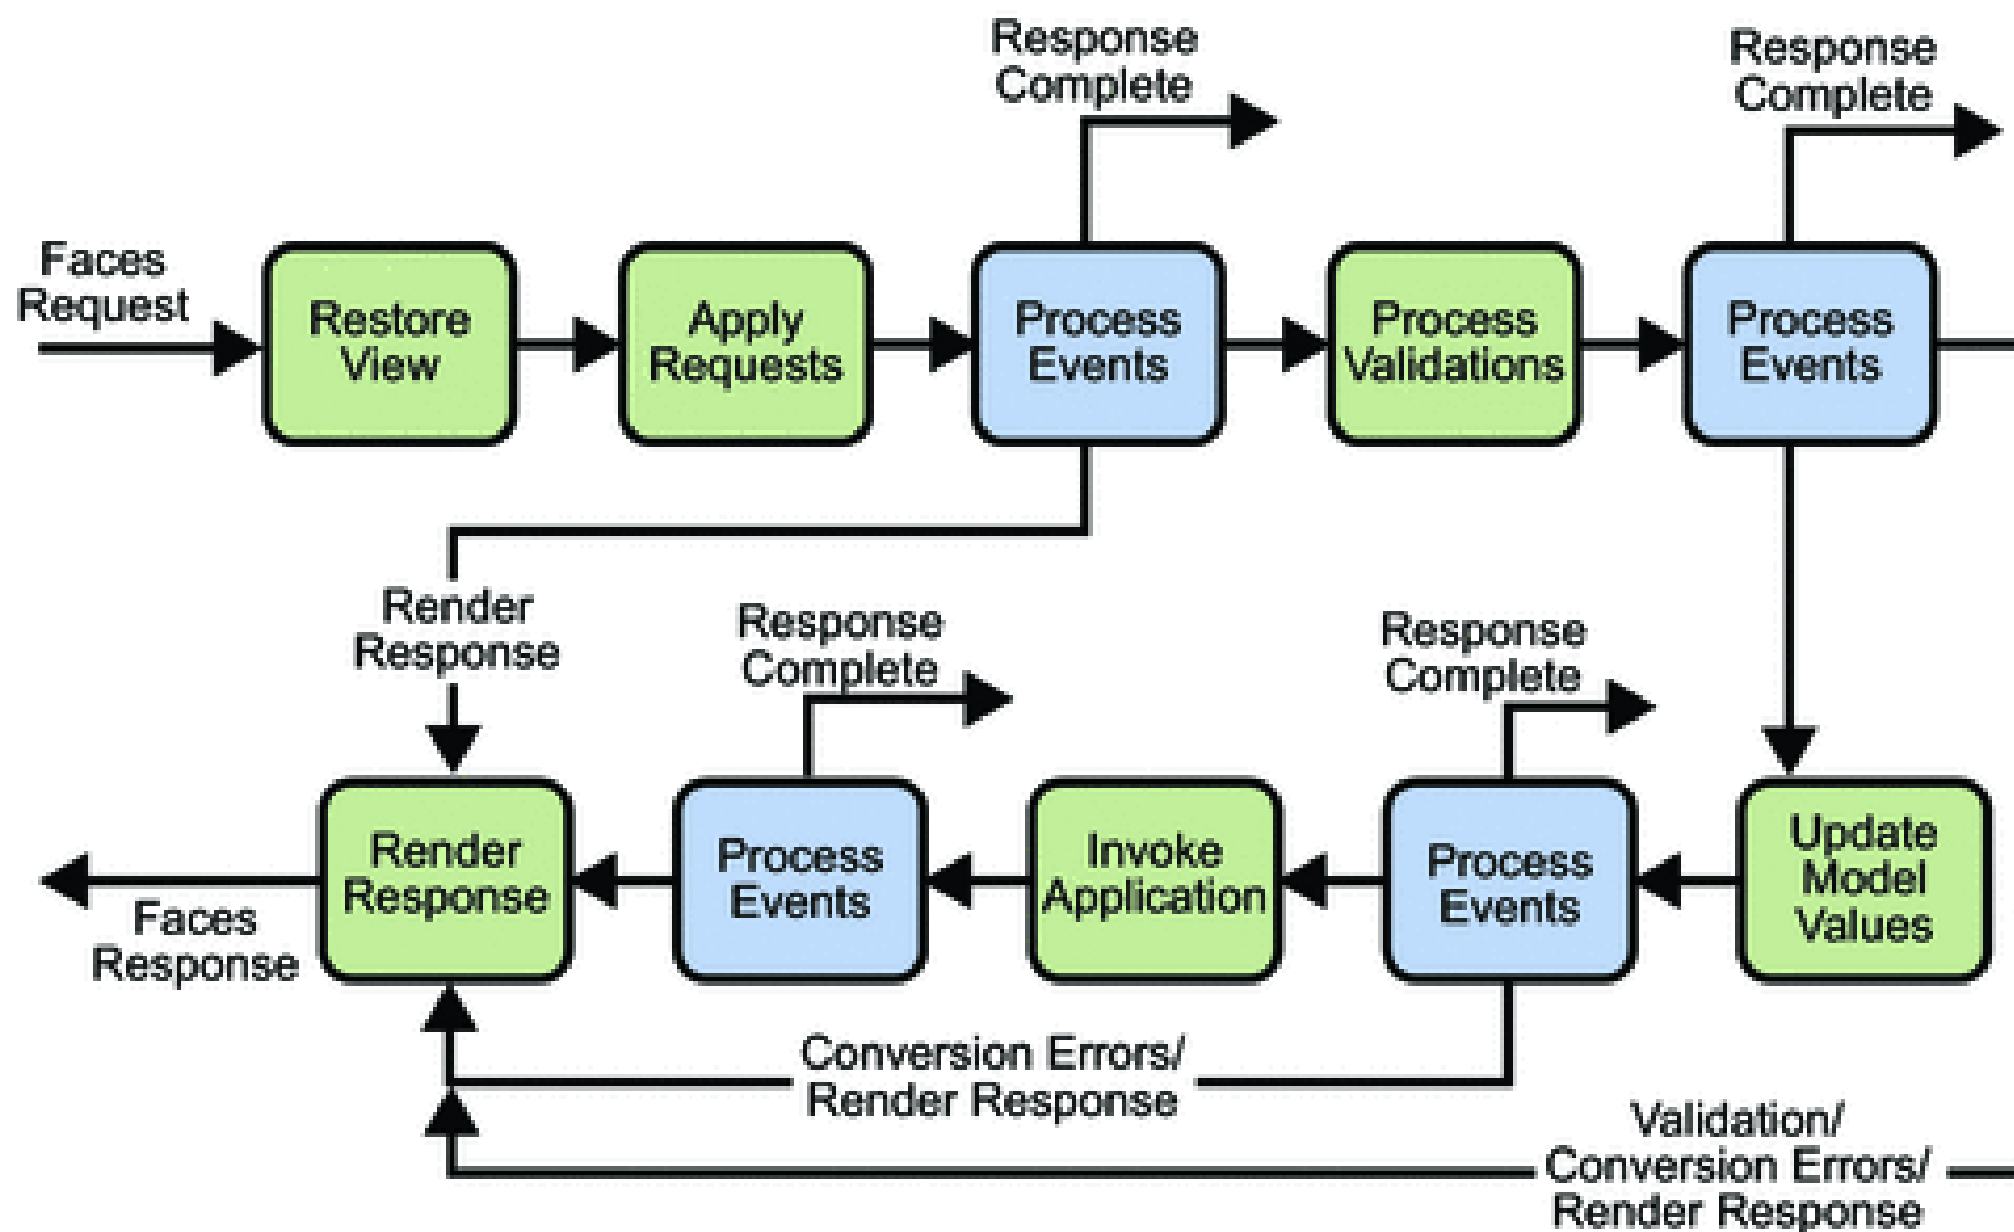 Response
Complete
Response
Complete
Faces
Request
Restore
View
Apply
Requests
Process
Events
Process
Validations
Process
Events
Render
Response
Response
Complete
Response
Complete
Render
Response
Process
Events
Invoke
Application
Process
Events
Update
Model
Values
Faces
Response
Conversion Errors/
Render Response
Validation/
Conversion Errors/
Render Response